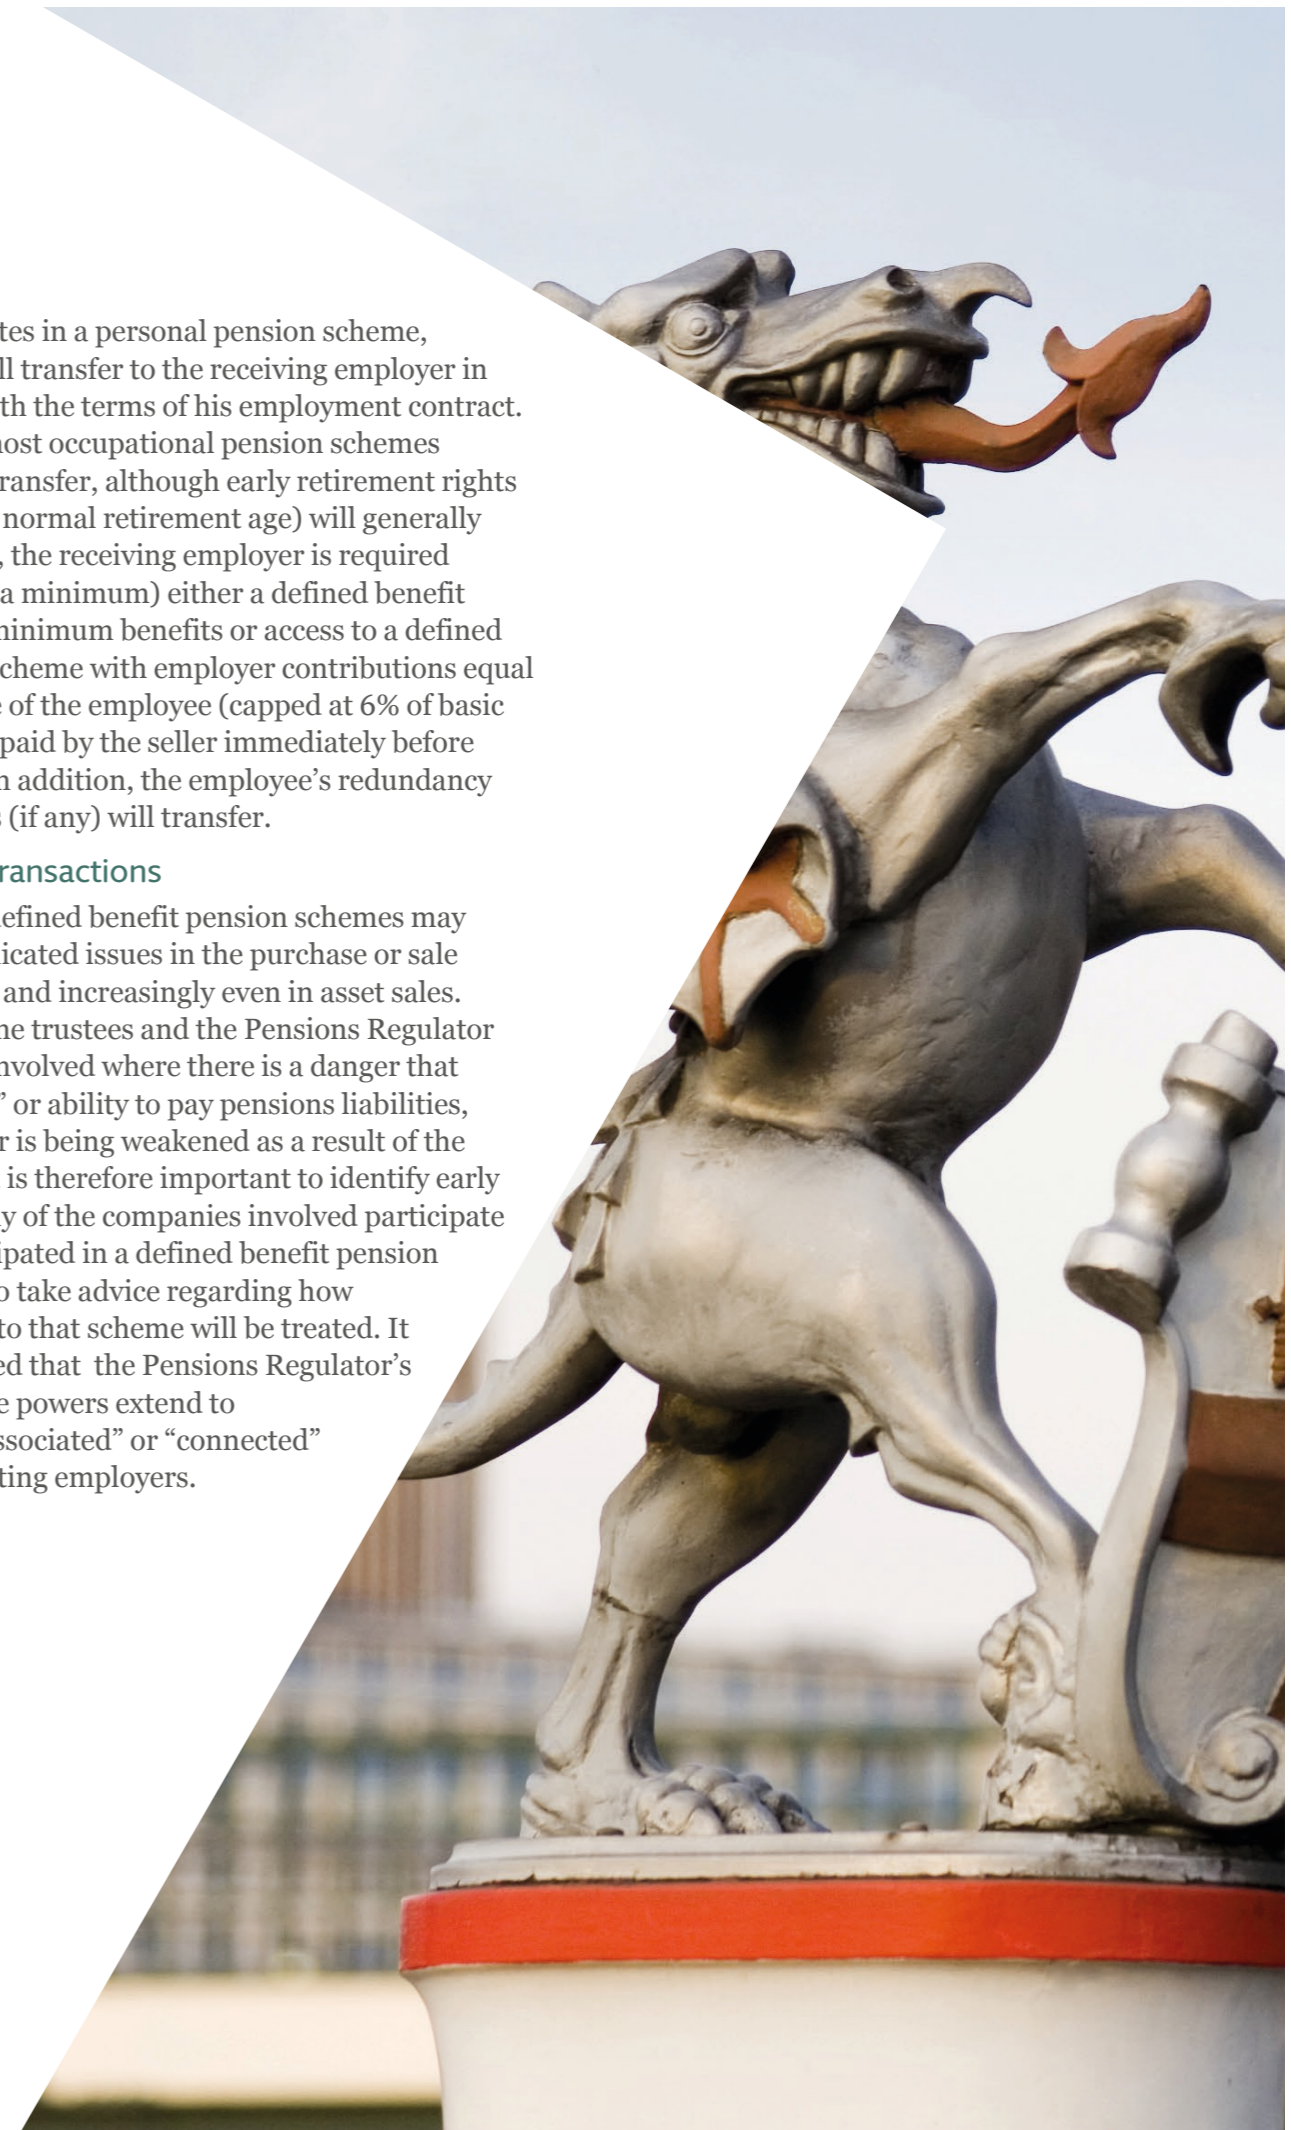 tes in a personal pension scheme,
ll transfer to the receiving employer in
th the terms of his employment contract.
ost occupational pension schemes
ransfer, although early retirement rights
normal retirement age) will generally
, the receiving employer is required
a minimum) either a defined benefit
minimum benefits or access to a defined
cheme with employer contributions equal
e of the employee (capped at 6% of basic
paid by the seller immediately before
n addition, the employee’s redundancy
s (if any) will transfer.
ransactions
efined benefit pension schemes may
licated issues in the purchase or sale
and increasingly even in asset sales.
he trustees and the Pensions Regulator
nvolved where there is a danger that
” or ability to pay pensions liabilities,
r is being weakened as a result of the
is therefore important to identify early
y of the companies involved participate
ipated in a defined benefit pension
o take advice regarding how
to that scheme will be treated. It
ed that the Pensions Regulator’s
e powers extend to
ssociated” or “connected”
ting employers.